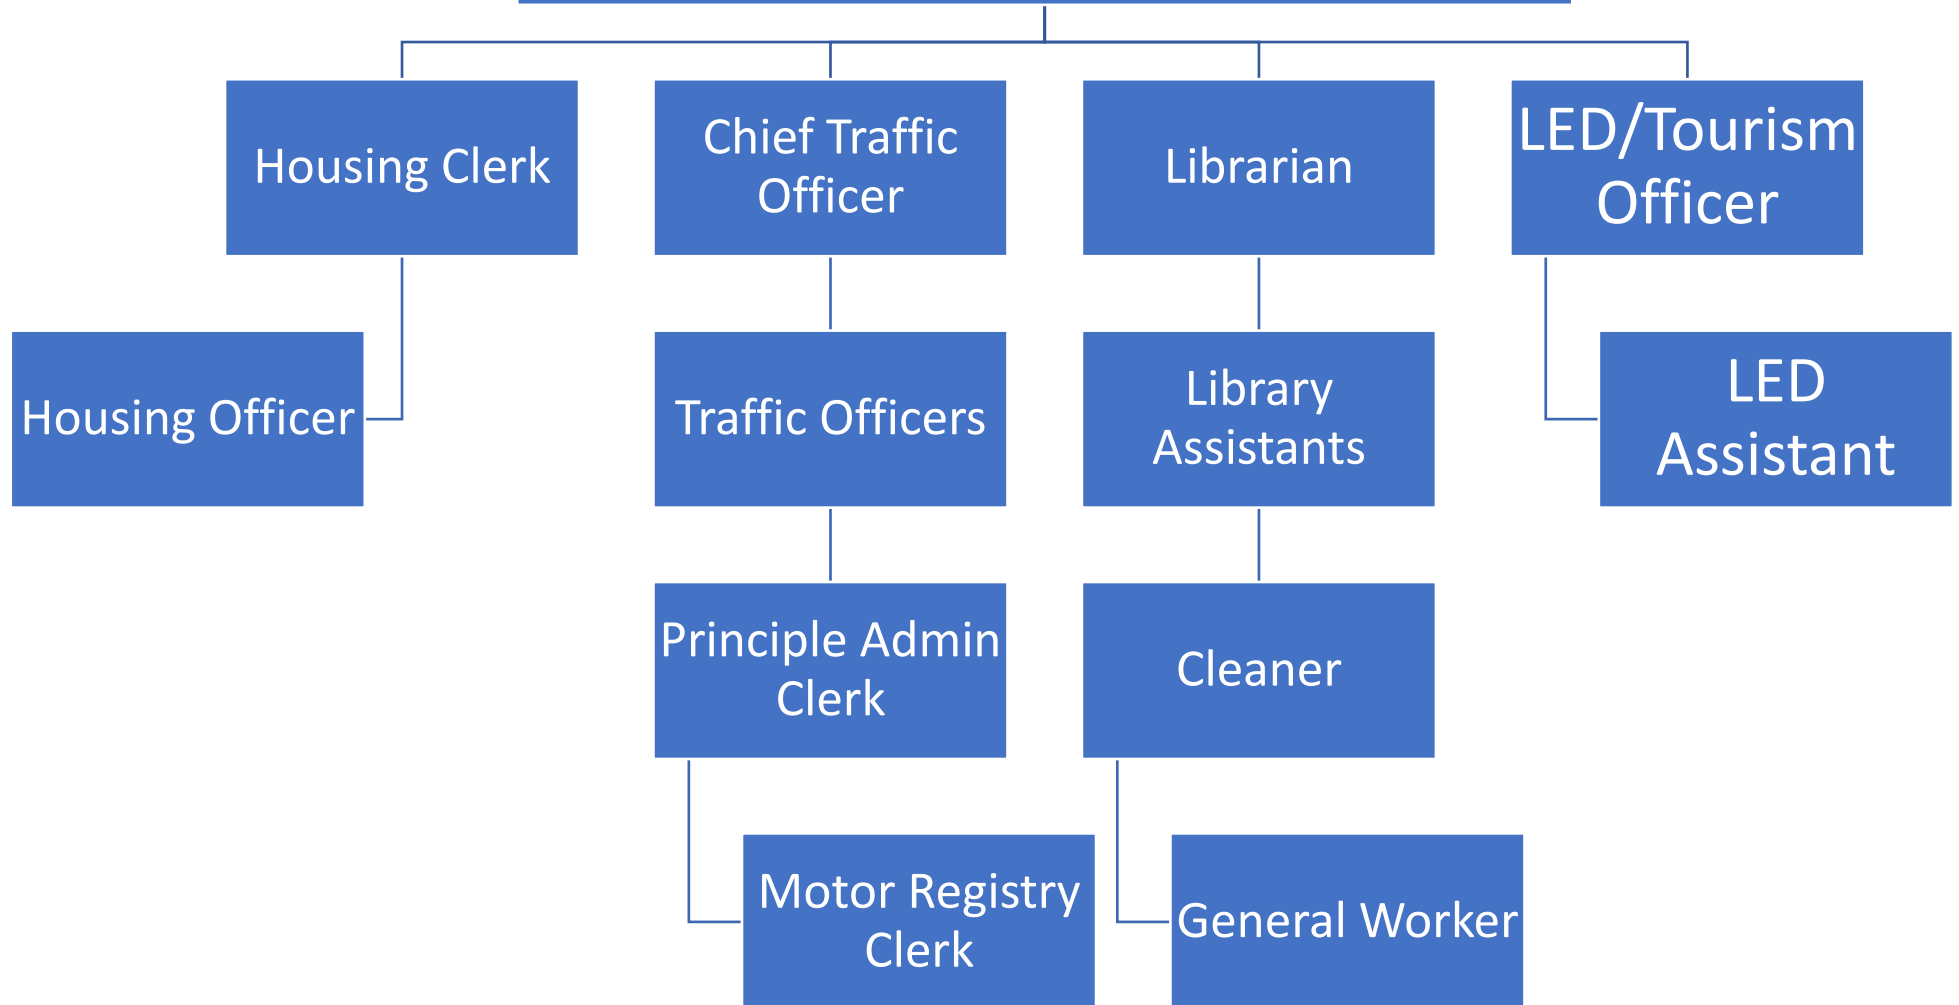 Housing Clerk
Chief Traffic
Officer
Librarian
LED/Tourism
Officer
Housing Officer
Traffic Officers
Library
Assistants
LED
Assistant
Principle Admin
Clerk
Cleaner
Motor Registry
Clerk
General Worker